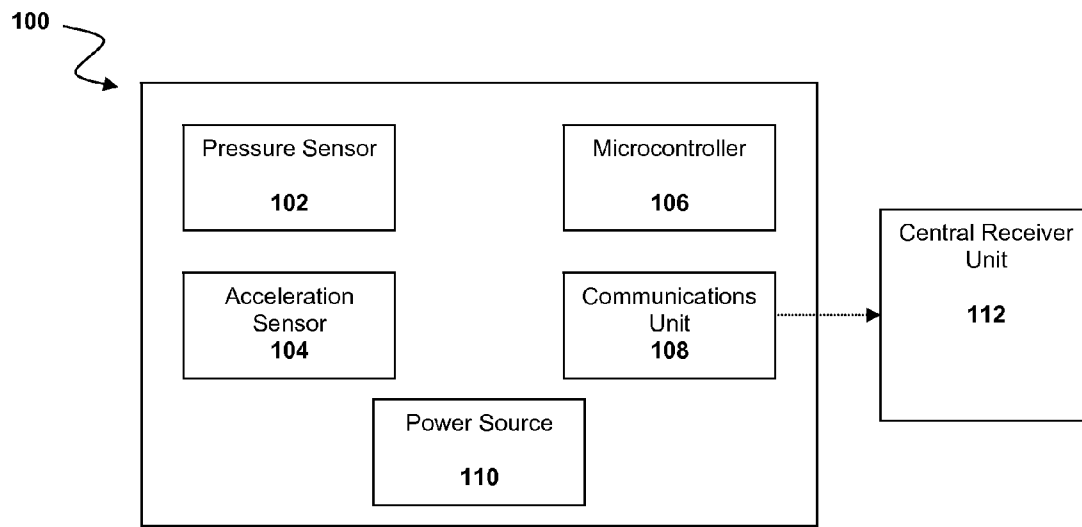 100
Pressure Sensor
102
Microcontroller
106
Central Receiver
Unit
112
Acceleration
Sensor
104
Communications
Unit
108
Power Source
110